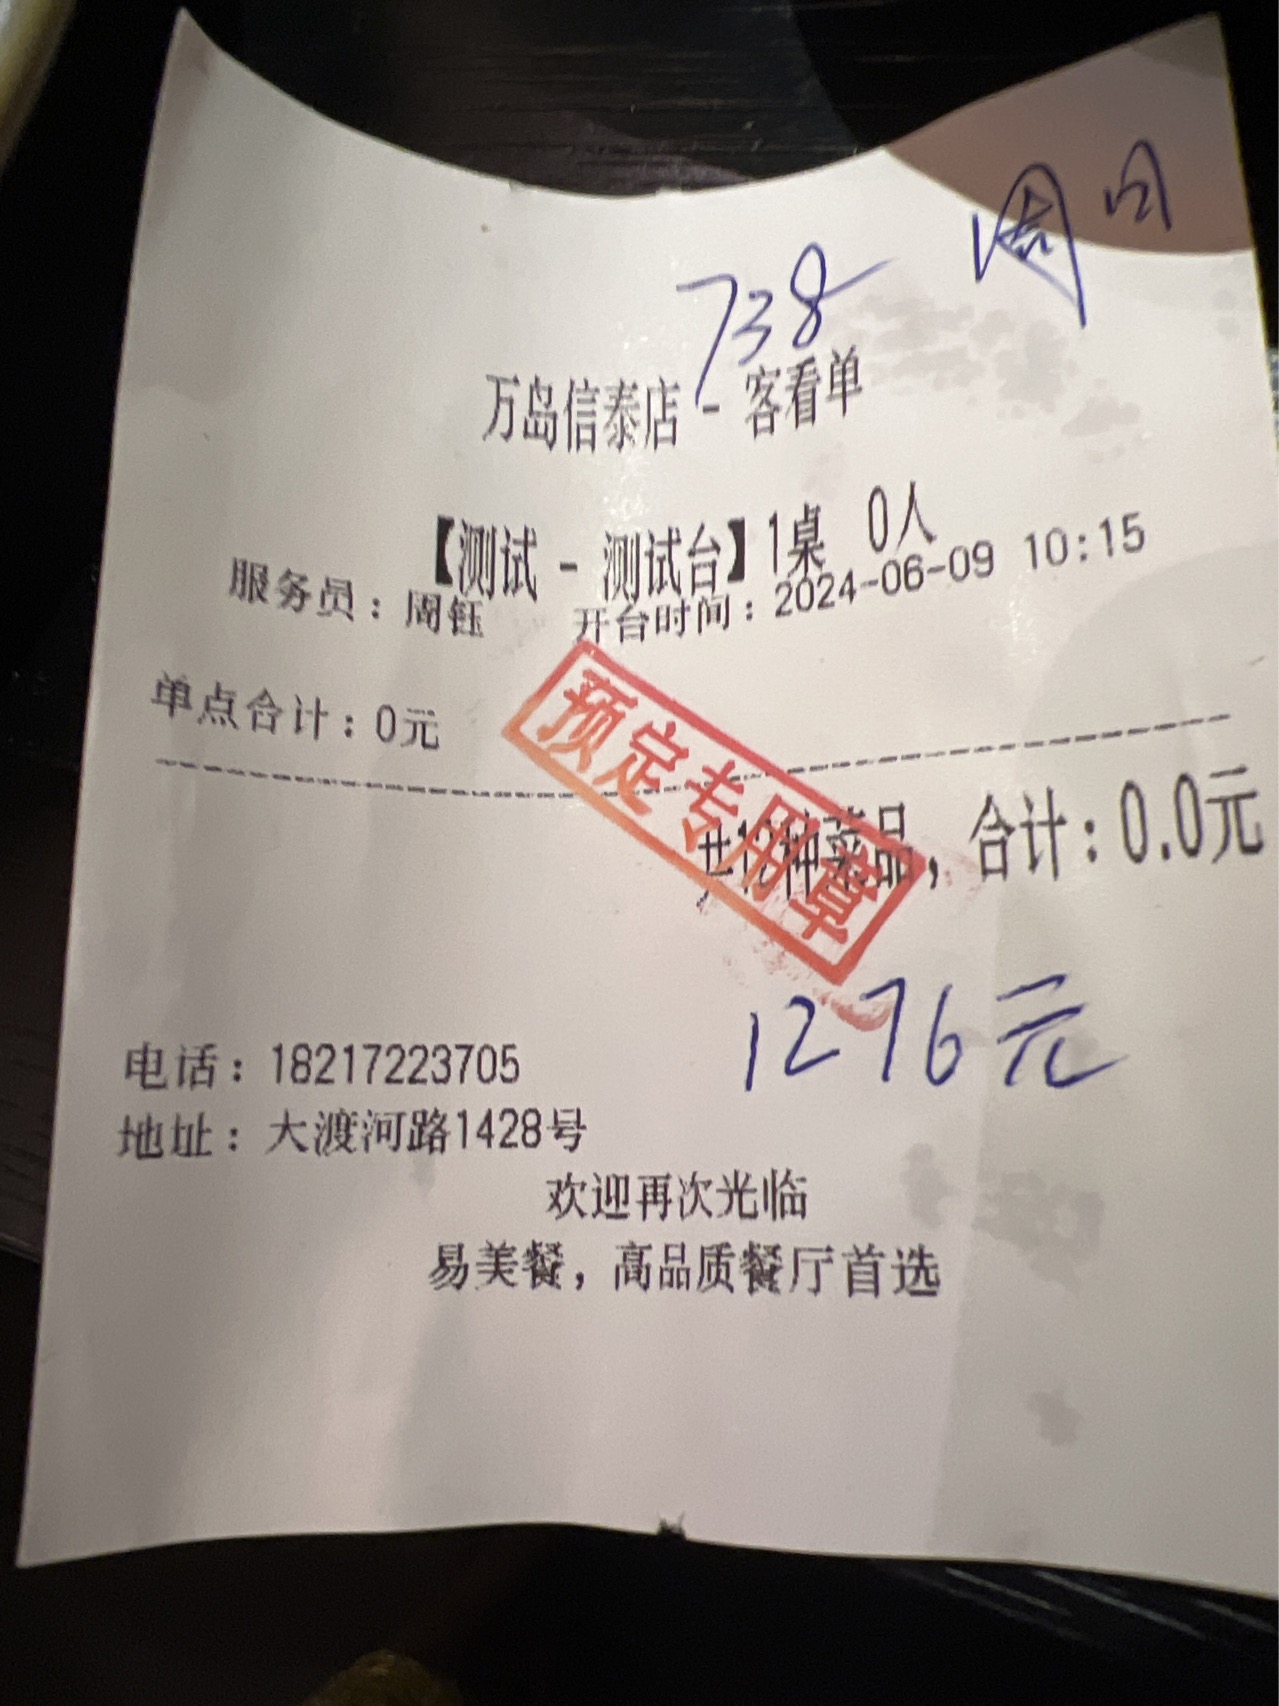 周日
738
万岛信泰店 - 客看单
【测试 - 测试台】1桌 0人
服务员：周钰 开台时间：2024-06-09 10:15
单点合计：0元
预定专用章
种菜品，合计：0.0元
1276元
电话：18217223705
地址：大渡河路1428号
欢迎再次光临
易美餐，高品质餐厅首选